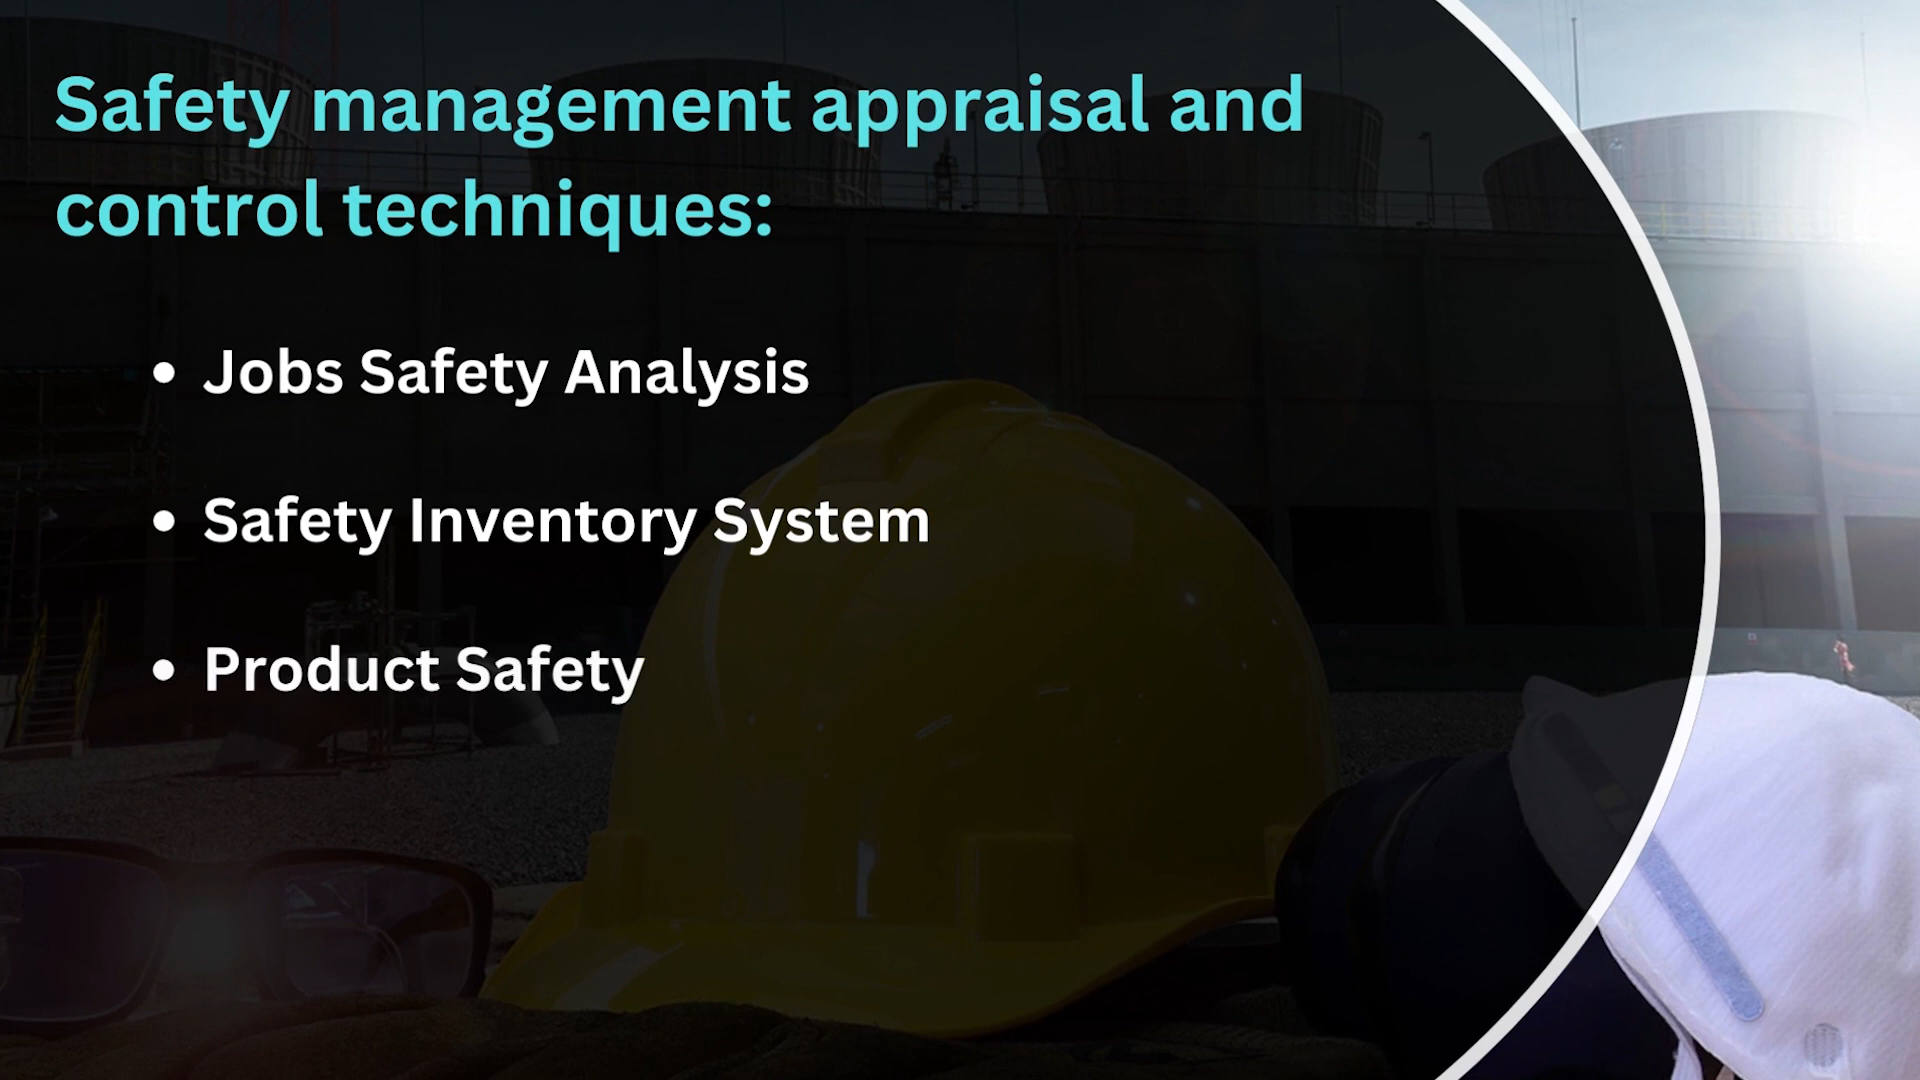 Safety management appraisal and
control techniques:
• Jobs Safety Analysis
• Safety Inventory System
• Product Safety